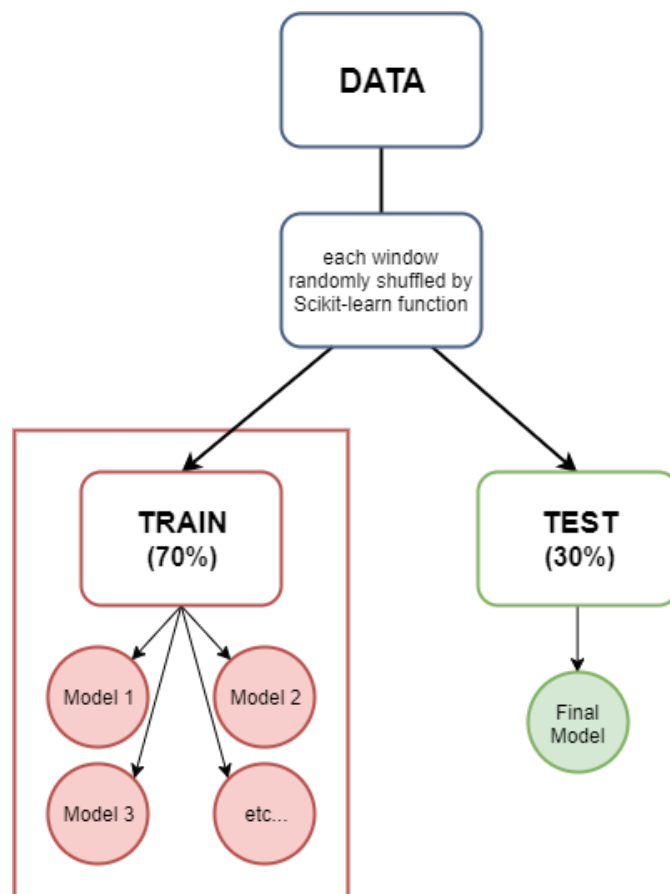 DATA
each window
randomly shuffled by
Scikit-learn function
TRAIN
(70%)
TEST
(30%)
Model 1
Model 2
Model 3
etc...
Final
Model